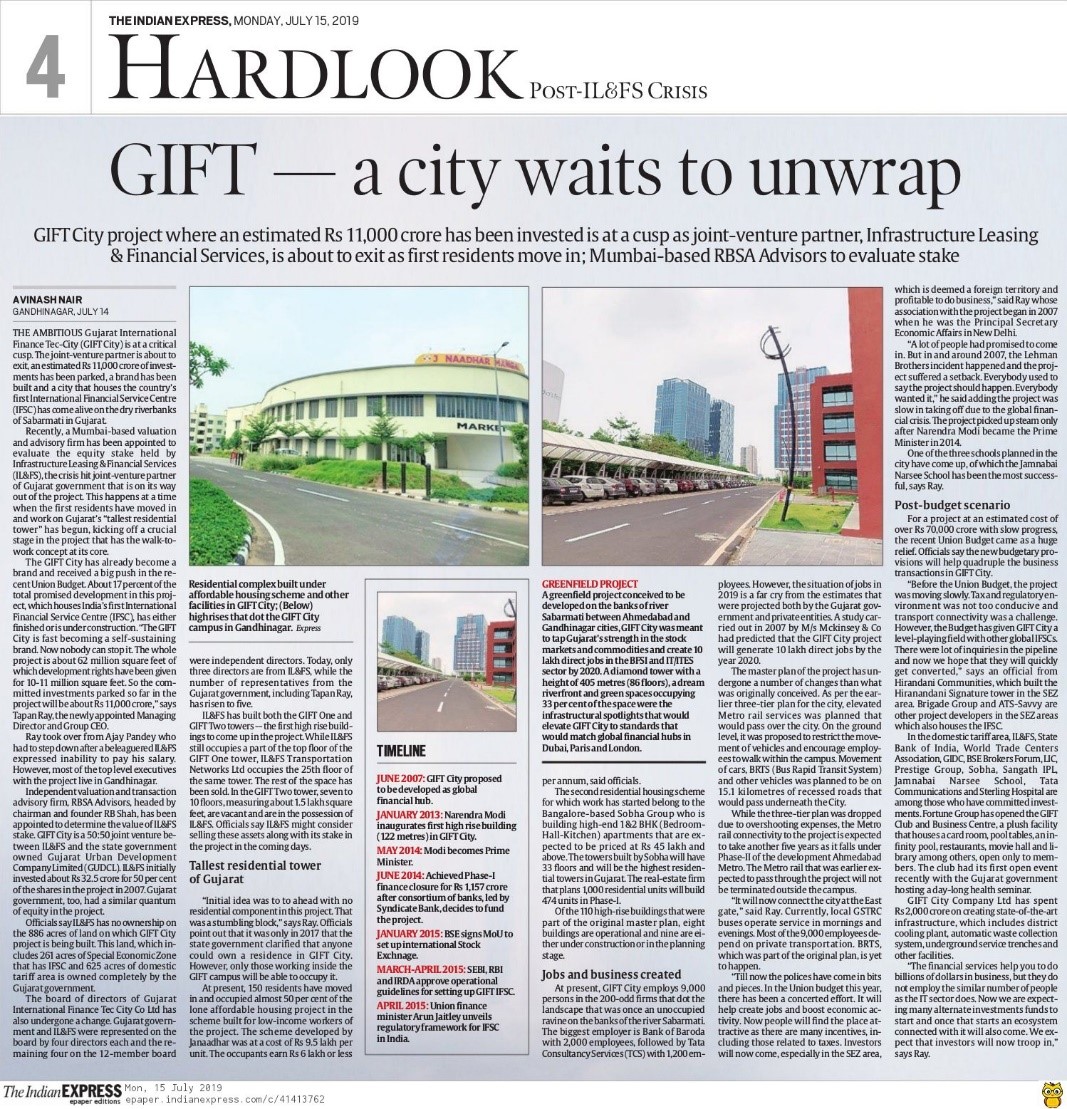 4
THE INDIAN EXPRESS, MONDAY, JULY 15, 2019
HARDLOOK POST-IL&FS CRISIS
GIFT — a city waits to unwrap
GIFT City project where an estimated Rs 11,000 crore has been invested is at a cusp as joint-venture partner, Infrastructure Leasing
& Financial Services, is about to exit as first residents move in; Mumbai-based RBSA Advisors to evaluate stake
AVINASH NAIR
GANDHINAGAR, JULY 14
THE AMBITIOUS Gujarat International
Finance Tec-City (GIFT City) is at a critical
cusp. The joint-venture partner is about to
exit, an estimated Rs 11,000 crore of invest-
ments has been parked, a brand has been
built and a city that houses the country's
first International Financial Service Centre
(IFSC) has come alive on the dry riverbanks
of Sabarmati in Gujarat.
Recently, a Mumbai-based valuation
and advisory firm has been appointed to
evaluate the equity stake held by
Infrastructure Leasing & Financial Services
(IL&FS), the crisis hit joint-venture partner
of Gujarat government that is on its way
out of the project. This happens at a time
when the first residents have moved in
and work on Gujarat's "tallest residential
tower" has begun, kicking off a crucial
stage in the project that has the walk-to-
work concept at its core.
The GIFT City has already become a
brand and received a big push in the re-
cent Union Budget. About 17 percent of the
total promised development in this proj-
ect, which houses India's first International
Financial Service Centre (IFSC), has either
finished or is under construction. "The GIFT
City is fast becoming a self-sustaining
brand. Now nobody can stop it. The whole
project is about 62 million square feet of
which development rights have been given
for 10-11 million square feet. So the com-
mitted investments parked so far in the
project will be about Rs 11,000 crore," says
Tapan Ray, the newly appointed Managing
Director and Group CEO.
Ray took over from Ajay Pandey who
had to step down after a beleaguered IL&FS
expressed inability to pay his salary.
However, most of the top level executives
with the project live in Gandhinagar.
Independent valuation and transaction
advisory firm, RBSA Advisors, headed by
chairman and founder RB Shah, has been
appointed to determine the value of IL&FS
stake. GIFT City is a 50:50 joint venture be-
tween IL&FS and the state government
owned Gujarat Urban Development
Company Limited (GUDCL). IL&FS initially
invested about Rs 32.5 crore for 50 per cent
of the shares in the project in 2007. Gujarat
government, too, had a similar quantum
of equity in the project.
Officials say IL&FS has no ownership on
the 886 acres of land on which GIFT City
project is being built. This land, which in-
cludes 261 acres of Special Economic Zone
that has IFSC and 625 acres of domestic
tariff area is owned completely by the
Gujarat government.
The board of directors of Gujarat
International Finance Tec City Co Ltd has
also undergone a change. Gujarat govern-
ment and IL&FS were represented on the
board by four directors each and the re-
maining four on the 12-member board
NAADHAR MANGAL
MARKET
Residential complex built under
affordable housing scheme and other
facilities in GIFT City; (Below)
highrises that dot the GIFT City
campus in Gandhinagar. Express
were independent directors. Today, only
three directors are from IL&FS, while the
number of representatives from the
Gujarat government, including Tapan Ray,
has risen to five.
IL&FS has built both the GIFT One and
GIFT Two towers — the first high rise build-
ings to come up in the project. While IL&FS
still occupies a part of the top floor of the
GIFT One tower, IL&FS Transportation
Networks Ltd occupies the 25th floor of
the same tower. The rest of the space has
been sold. In the GIFT Two tower, seven to
10 floors, measuring about 1.5 lakh square
feet, are vacant and are in the possession of
IL&FS. Officials say IL&FS might consider
selling these assets along with its stake in
the project in the coming days.
Tallest residential tower
of Gujarat
"Initial idea was to to ahead with no
residential component in this project. That
was a stumbling block," says Ray. Officials
point out that it was only in 2017 that the
state government clarified that anyone
could own a residence in GIFT City.
However, only those working inside the
GIFT campus will be able to occupy it.
At present, 150 residents have moved
in and occupied almost 50 per cent of the
lone affordable housing project in the
scheme built for low-income workers of
the project. The scheme developed by
Janaadhar was at a cost of Rs 9.5 lakh per
unit. The occupants earn Rs 6 lakh or less
TIMELINE
JUNE 2007: GIFT City proposed
to be developed as global
financial hub.
JANUARY 2013: Narendra Modi
inaugurates first high rise building
(122 metres) in GIFT City.
MAY 2014: Modi becomes Prime
Minister.
JUNE 2014: Achieved Phase-I
finance closure for Rs 1,157 crore
after consortium of banks, led by
Syndicate Bank, decides to fund
the project.
JANUARY 2015: BSE signs MoU to
set up international Stock
Exchnage.
MARCH-APRIL 2015: SEBI, RBI
and IRDA approve operational
guidelines for setting up GIFT IFSC.
APRIL 2015: Union finance
minister Arun Jaitley unveils
regulatory framework for IFSC
in India.
GREENFIELD PROJECT
A greenfield project conceived to be
developed on the banks of river
Sabarmati between Ahmedabad and
Gandhinagar cities, GIFT City was meant
to tap Gujarat's strength in the stock
markets and commodities and create 10
lakh direct jobs in the BFSI and IT/ITES
sector by 2020. A diamond tower with a
height of 405 metres (86 floors), a dream
riverfront and green spaces occupying
33 per cent of the space were the
infrastructural spotlights that would
elevate GIFT City to standards that
would match global financial hubs in
Dubai, Paris and London.
per annum, said officials.
The second residential housing scheme
for which work has started belong to the
Bangalore-based Sobha Group who is
building high-end 1&2 BHK (Bedroom-
Hall-Kitchen) apartments that are ex-
pected to be priced at Rs 45 lakh and
above. The towers built by Sobha will have
33 floors and will be the highest residen-
tial towers in Gujarat. The real-estate firm
that plans 1,000 residential units will build
474 units in Phase-I.
Of the 110 high-rise buildings that were
part of the original master plan, eight
buildings are operational and nine are ei-
ther under construction or in the planning
stage.
Jobs and business created
At present, GIFT City employs 9,000
persons in the 200-odd firms that dot the
landscape that was once an unoccupied
ravine on the banks of the river Sabarmati.
The biggest employer is Bank of Baroda
with 2,000 employees, followed by Tata
Consultancy Services (TCS) with 1,200 em-
ployees. However, the situation of jobs in
2019 is a far cry from the estimates that
were projected both by the Gujarat gov-
ernment and private entities. A study car-
ried out in 2007 by M/s Mckinsey & Co
had predicted that the GIFT City project
will generate 10 lakh direct jobs by the
year 2020.
The master plan of the project has un-
dergone a number of changes than what
was originally conceived. As per the ear-
lier three-tier plan for the city, elevated
Metro rail services was planned that
would pass over the city. On the ground
level, it was proposed to restrict the move-
ment of vehicles and encourage employ-
ees to walk within the campus. Movement
of cars, BRTS (Bus Rapid Transit System)
and other vehicles was planned to be on
15.1 kilometres of recessed roads that
would pass underneath the City.
While the three-tier plan was dropped
due to overshooting expenses, the Metro
rail connectivity to the project is expected
to take another five years as it falls under
Phase-II of the development Ahmedabad
Metro. The Metro rail that was earlier ex-
pected to pass through the project will not
be terminated outside the campus.
"It will now connect the city at the East
gate," said Ray. Currently, local GSTRC
buses operate service in mornings and
evenings. Most of the 9,000 employees de-
pend on private transportation. BRTS,
which was part of the original plan, is yet
to happen.
"Till now the polices have come in bits
and pieces. In the Union budget this year,
there has been a concerted effort. It will
help create jobs and boost economic ac-
tivity. Now people will find the place at-
tractive as there are many incentives, in-
cluding those related to taxes. Investors
will now come, especially in the SEZ area,
which is deemed a foreign territory and
profitable to do business," said Ray whose
association with the project began in 2007
when he was the Principal Secretary
Economic Affairs in New Delhi.
"A lot of people had promised to come
in. But in and around 2007, the Lehman
Brothers incident happened and the proj-
ect suffered a setback. Everybody used to
say the project should happen. Everybody
wanted it," he said adding the project was
slow in taking off due to the global finan-
cial crisis. The project picked up steam only
after Narendra Modi became the Prime
Minister in 2014.
One of the three schools planned in the
city have come up, of which the Jamnabai
Narsee School has been the most success-
ful, says Ray.
Post-budget scenario
For a project at an estimated cost of
over Rs 70,000 crore with slow progress,
the recent Union Budget came as a huge
relief. Officials say the new budgetary pro-
visions will help quadruple the business
transactions in GIFT City.
"Before the Union Budget, the project
was moving slowly. Tax and regulatory en-
vironment was not too conducive and
transport connectivity was a challenge.
However, the Budget has given GIFT City a
level-playing field with other global IFSCs.
There were lot of inquiries in the pipeline
and now we hope that they will quickly
get converted," says an official from
Hirandani Communities, which built the
Hiranandani Signature tower in the SEZ
area. Brigade Group and ATS-Savvy are
other project developers in the SEZ areas
which also houses the IFSC.
In the domestic tariff area, IL&FS, State
Bank of India, World Trade Centers
Association, GIDC, BSE Brokers Forum, LIC,
Prestige Group, Sobha, Sangath IPL,
Jamnabai Narsee School, Tata
Communications and Sterling Hospital are
among those who have committed invest-
ments. Fortune Group has opened the GIFT
Club and Business Centre, a plush facility
that houses a card room, pool tables, an in-
finity pool, restaurants, movie hall and li-
brary among others, open only to mem-
bers. The club had its first open event
recently with the Gujarat government
hosting a day-long health seminar.
GIFT City Company Ltd has spent
Rs 2,000 crore on creating state-of-the-art
infrastructure, which includes district
cooling plant, automatic waste collection
system, underground service trenches and
other facilities.
"The financial services help you to do
billions of dollars in business, but they do
not employ the similar number of people
as the IT sector does. Now we are expect-
ing many alternate investments funds to
start and once that starts an ecosystem
connected with it will also come. We ex-
pect that investors will now troop in,"
says Ray.
The Indian EXPRESS Mon, 15 July 2019
epaper editions epaper.indianexpress.com/c/41413762